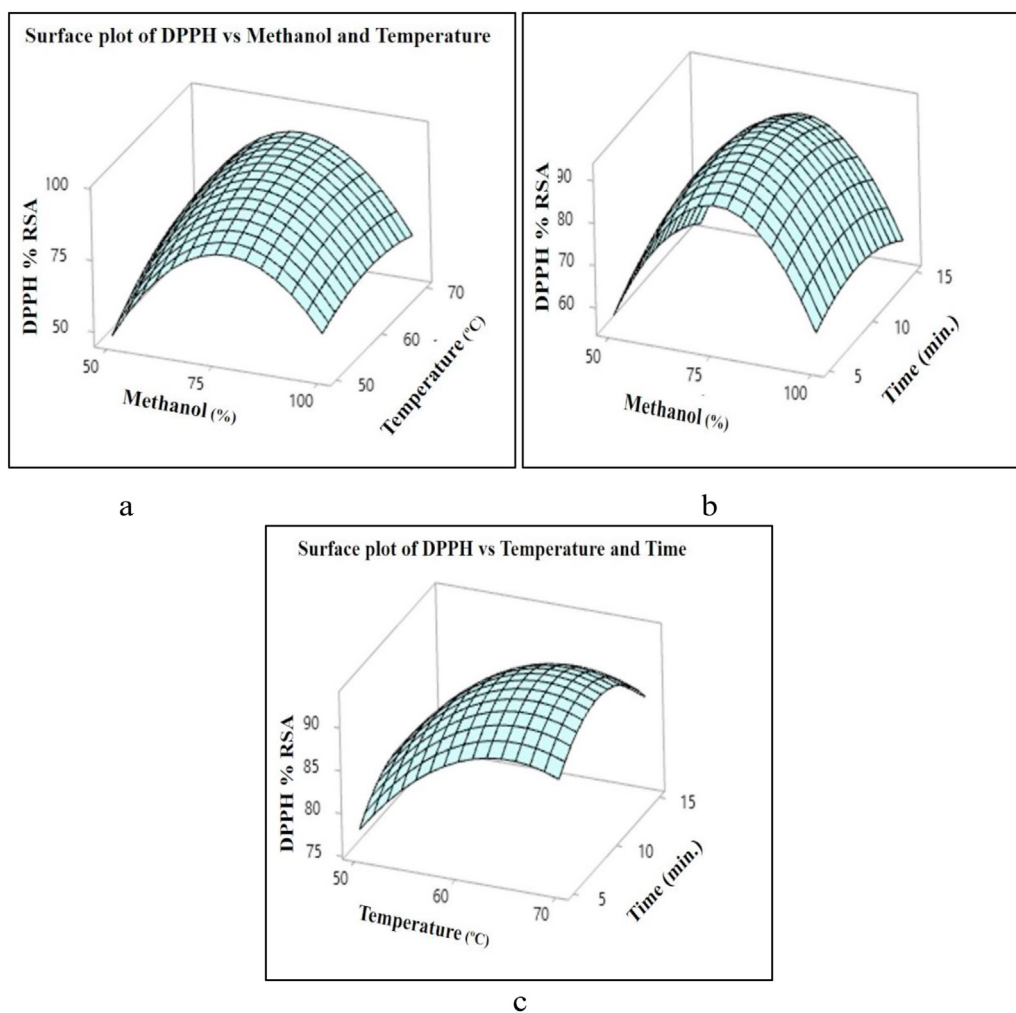 Surface plot of DPPH vs Methanol and Temperature
DPPH % RSA
100
75
50
50
75
100
Methanol (%)
50
60
70
Temperature (°C)
a
DPPH % RSA
90
80
70
60
50
75
100
Methanol (%)
5
10
15
Time (min.)
b
Surface plot of DPPH vs Temperature and Time
DPPH % RSA
90
85
80
75
50
60
70
Temperature (°C)
5
10
15
Time (min.)
c